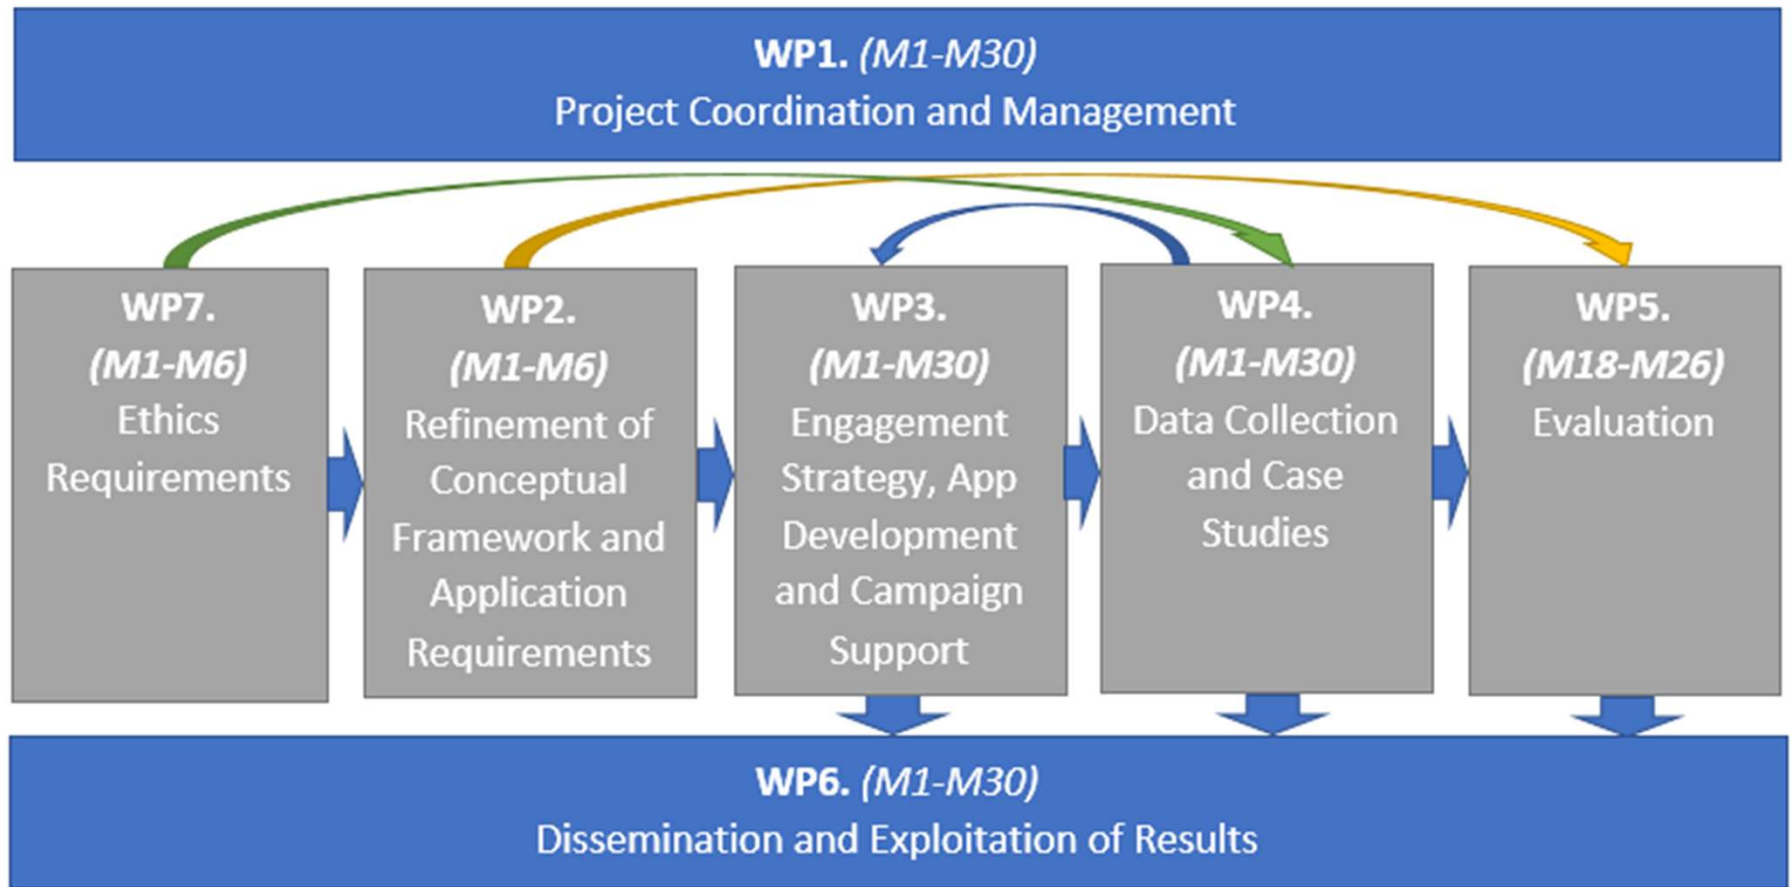 WP1. (M1-M30)
Project Coordination and Management
WP7.
(M1-M6)
Ethics
Requirements
WP2.
(M1-M6)
Refinement of
Conceptual
Framework and
Application
Requirements
WP3.
(M1-M30)
Engagement
Strategy, App
Development
and Campaign
Support
WP4.
(M1-M30)
Data Collection
and Case
Studies
WP5.
(M18-M26)
Evaluation
WP6. (M1-M30)
Dissemination and Exploitation of Results